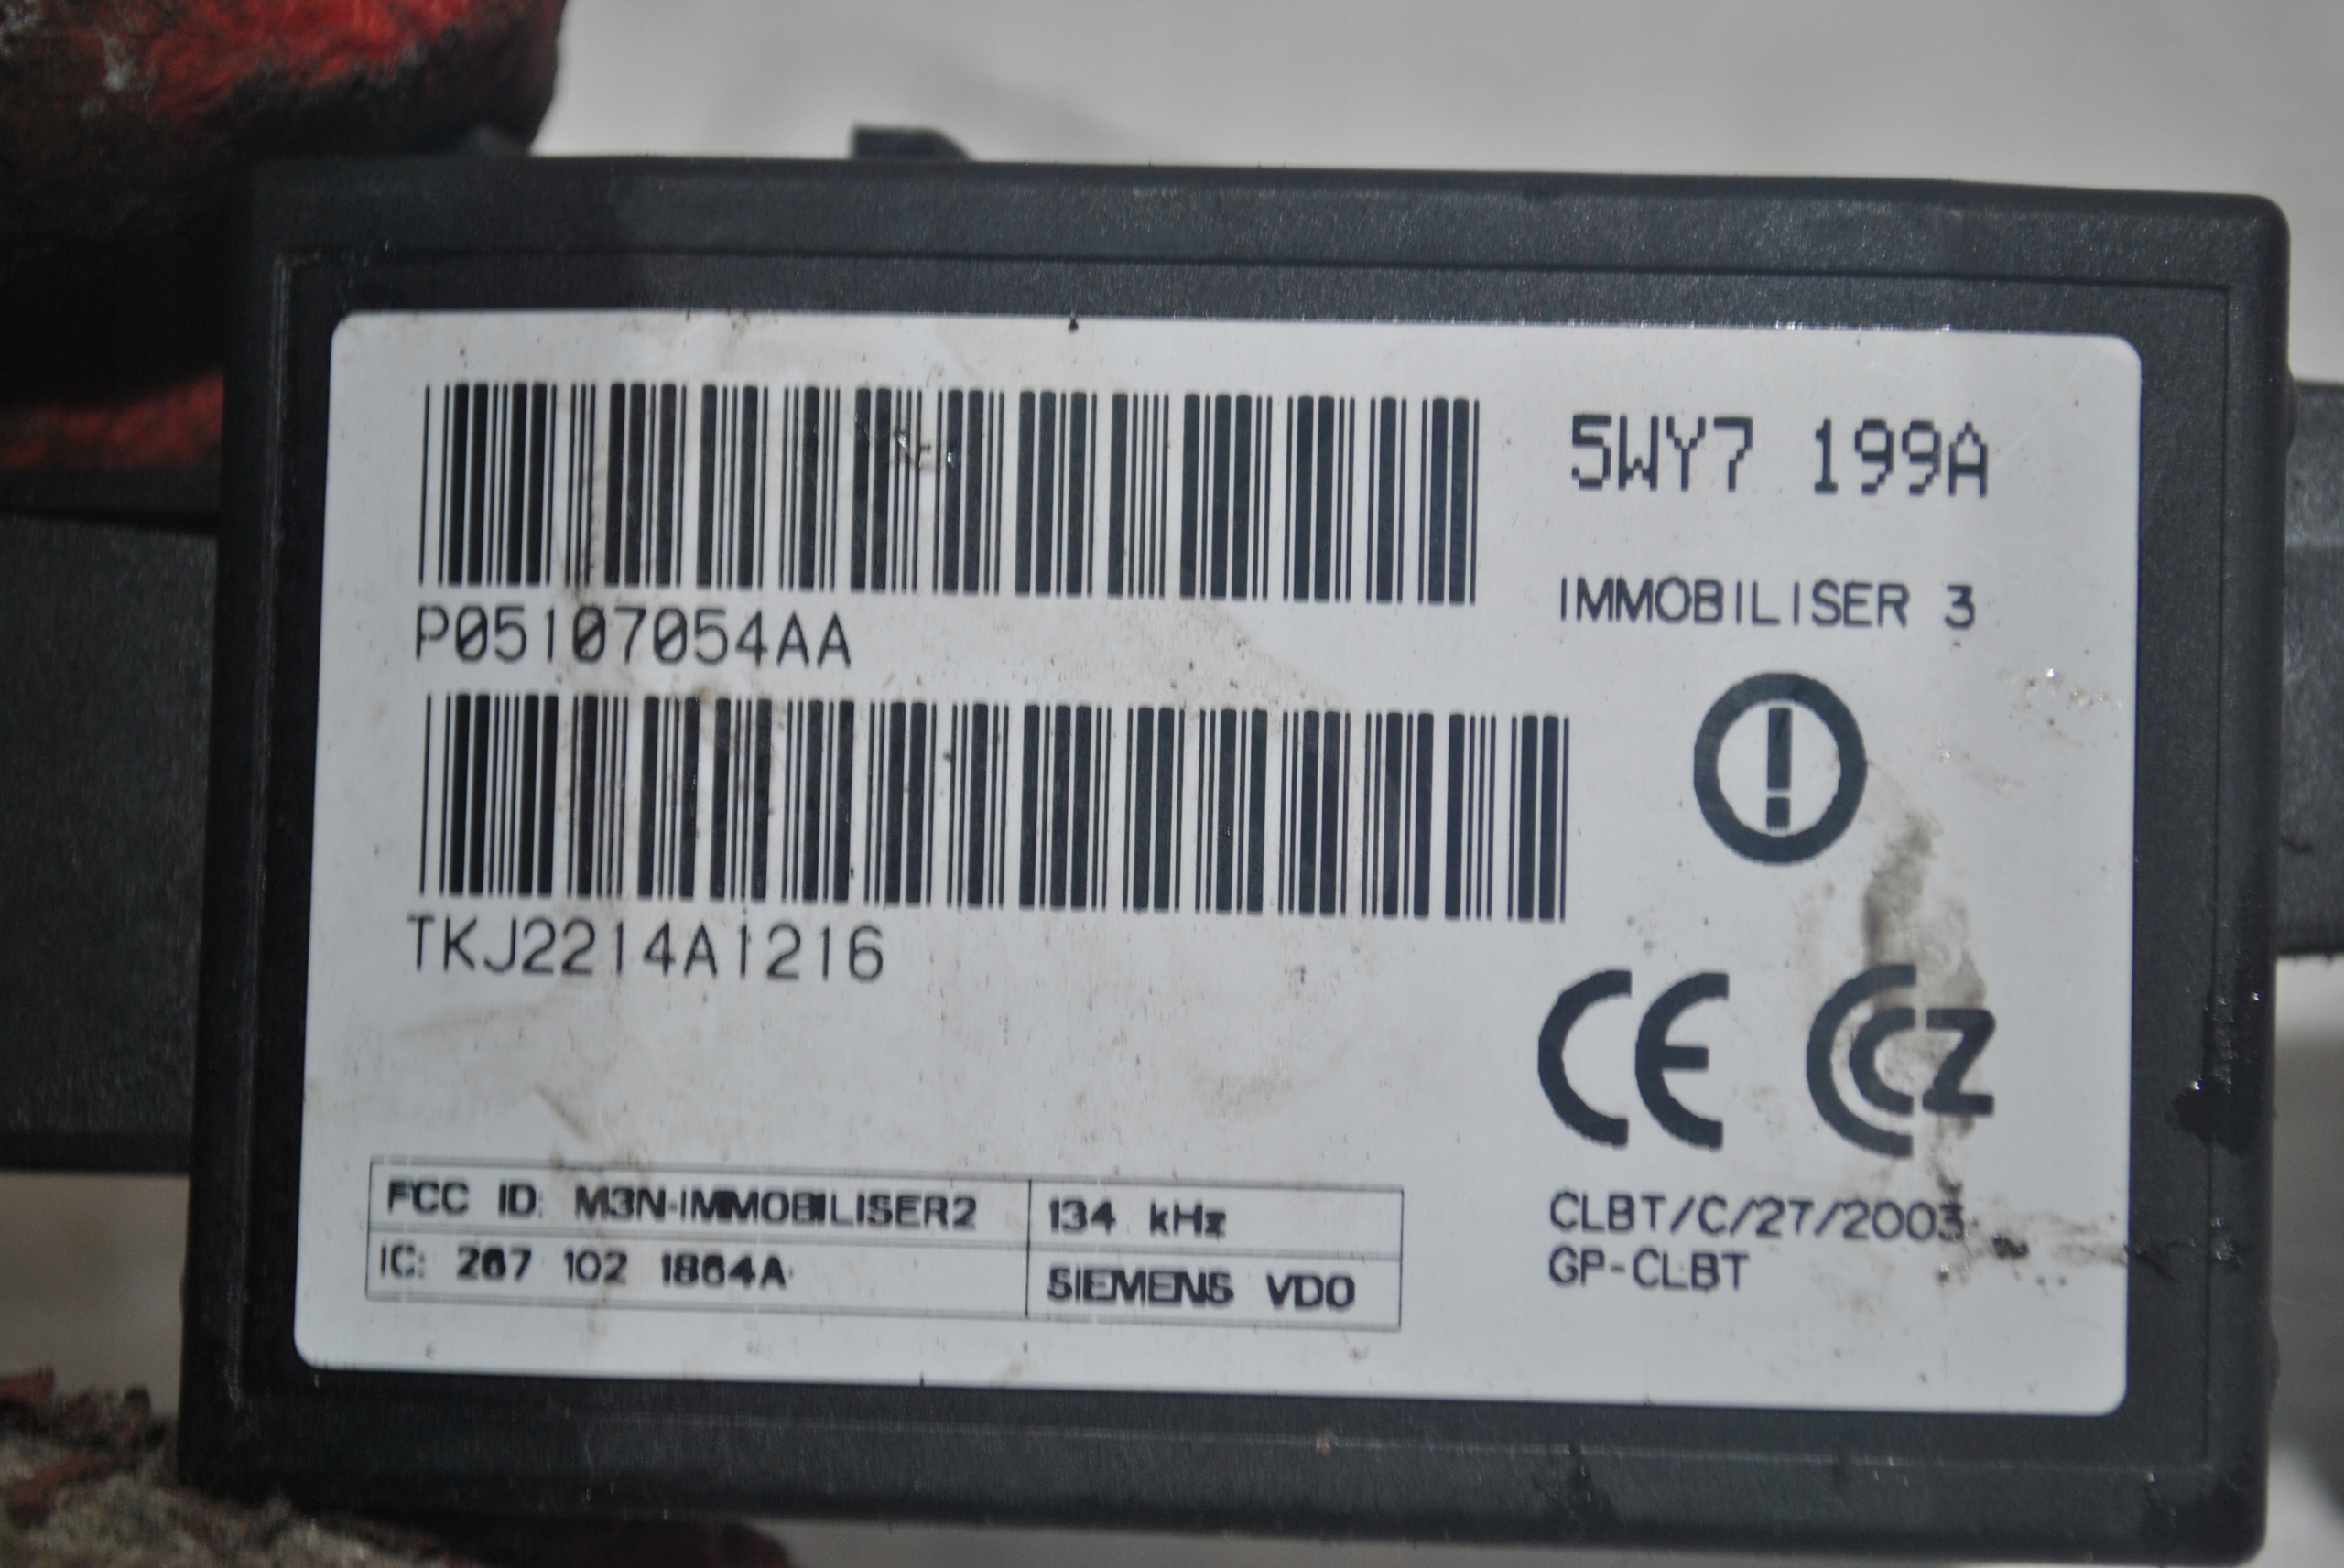 5WY7 199A
P05107054AA
IMMOBILISER 3
TKJ2214A1216
CE CCZ
FCC ID: M3N-IMMOBILISER2
134 kHz
IC: 267 102 1864A
SIEMENS VDO
CLBT/C/27/2003
GP-CLBT